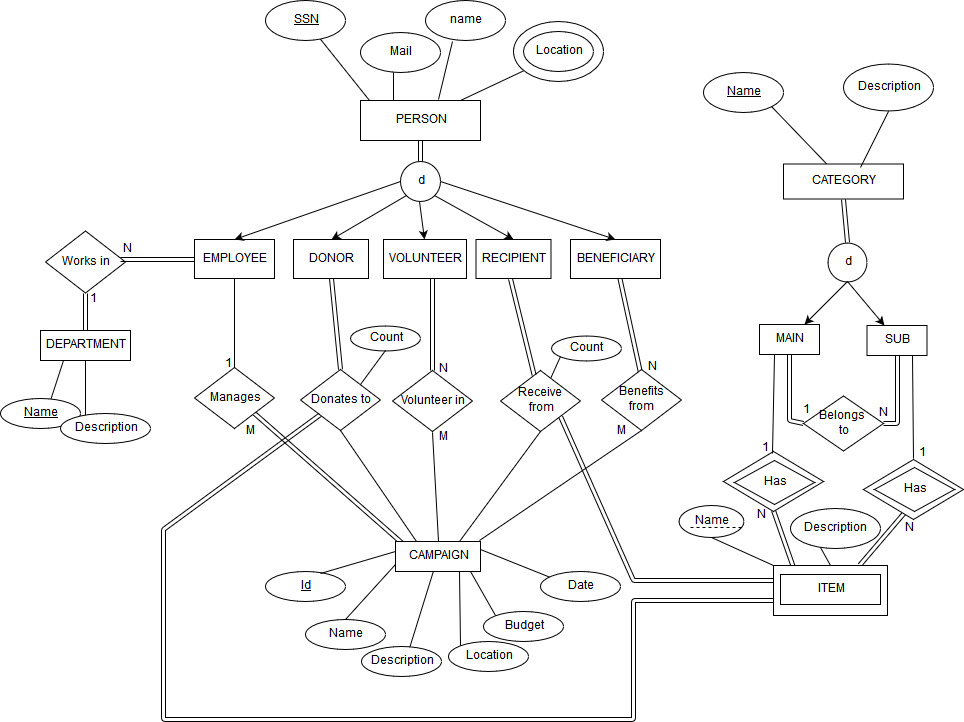 SSN
name
Mail
Location
Name
Description
PERSON
CATEGORY
d
d
Works in
N
1
EMPLOYEE
DONOR
VOLUNTEER
RECIPIENT
BENEFICIARY
DEPARTMENT
MAIN
SUB
Count
Count
1
N
N
Name
Description
Manages
Donates to
Volunteer in
Receive
from
Benefits
from
1
Belongs
to
N
M
M
M
1
1
Has
Has
N
N
Name
Description
CAMPAIGN
ITEM
Id
Date
Name
Budget
Description
Location